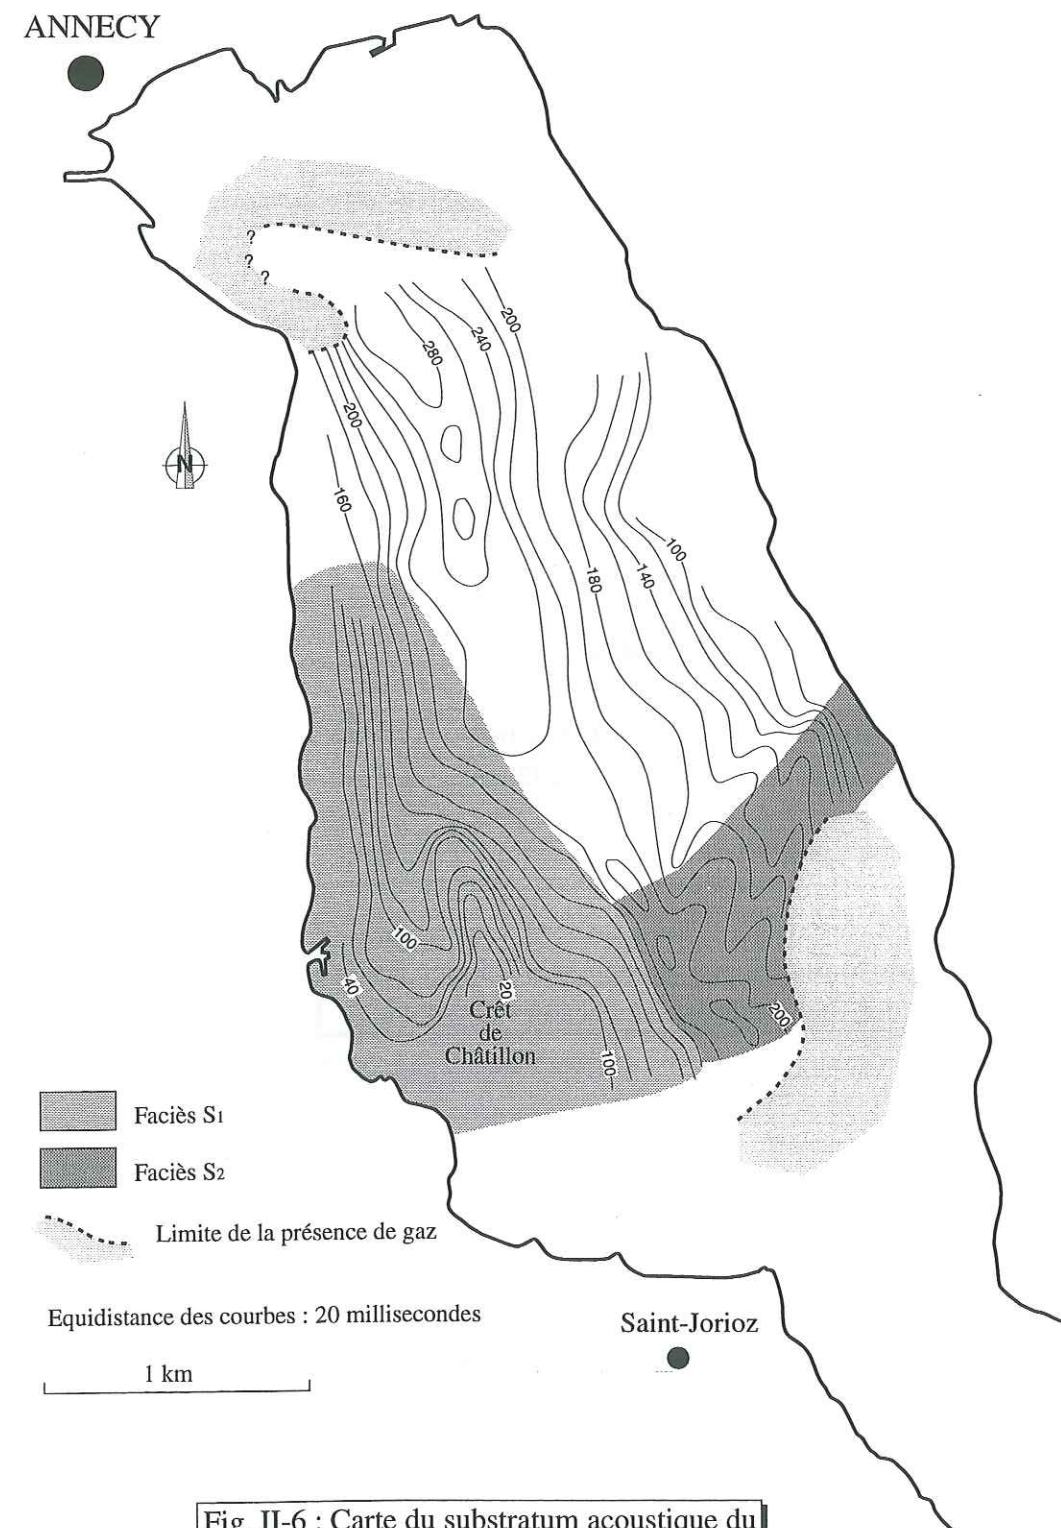 ANNECY
?
?
?
200
240
280
200
N
160
100
180
140
100
40
20
200
Crêt
de
Châtillon
100
Faciès S1
Faciès S2
Limite de la présence de gaz
Equidistance des courbes : 20 millisecondes
Saint-Jorioz
1 km
Fig. II-6 : Carte du substratum acoustique du